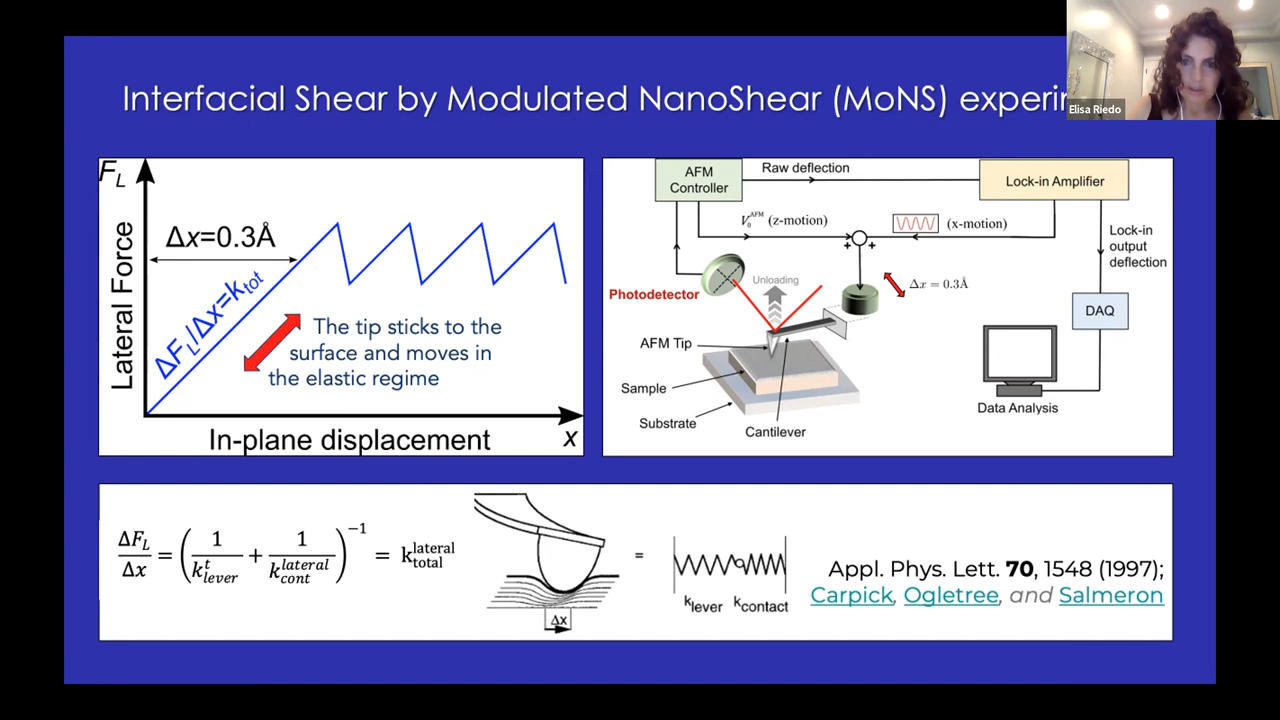 Interfacial Shear by Modulated NanoShear (MoNS) experi
Elisa Riedo
F_L
Lateral Force
Δx=0.3Å
ΔF_L/Δx=k_tot
The tip sticks to the
surface and moves in
the elastic regime
In-plane displacement
x
AFM
Controller
Raw deflection
Lock-in Amplifier
V_0^AFM (z-motion)
(x-motion)
+ +
Lock-in
output
deflection
Photodetector
Unloading
Δx = 0.3Å
DAQ
AFM Tip
Sample
Substrate
Cantilever
Data Analysis
ΔF_L/Δx = (1/k_lever^t + 1/k_cont^lateral)^−1 = k_total^lateral
Δx
=
k_lever k_contact
Appl. Phys. Lett. 70, 1548 (1997);
Carpick, Ogletree, and Salmeron